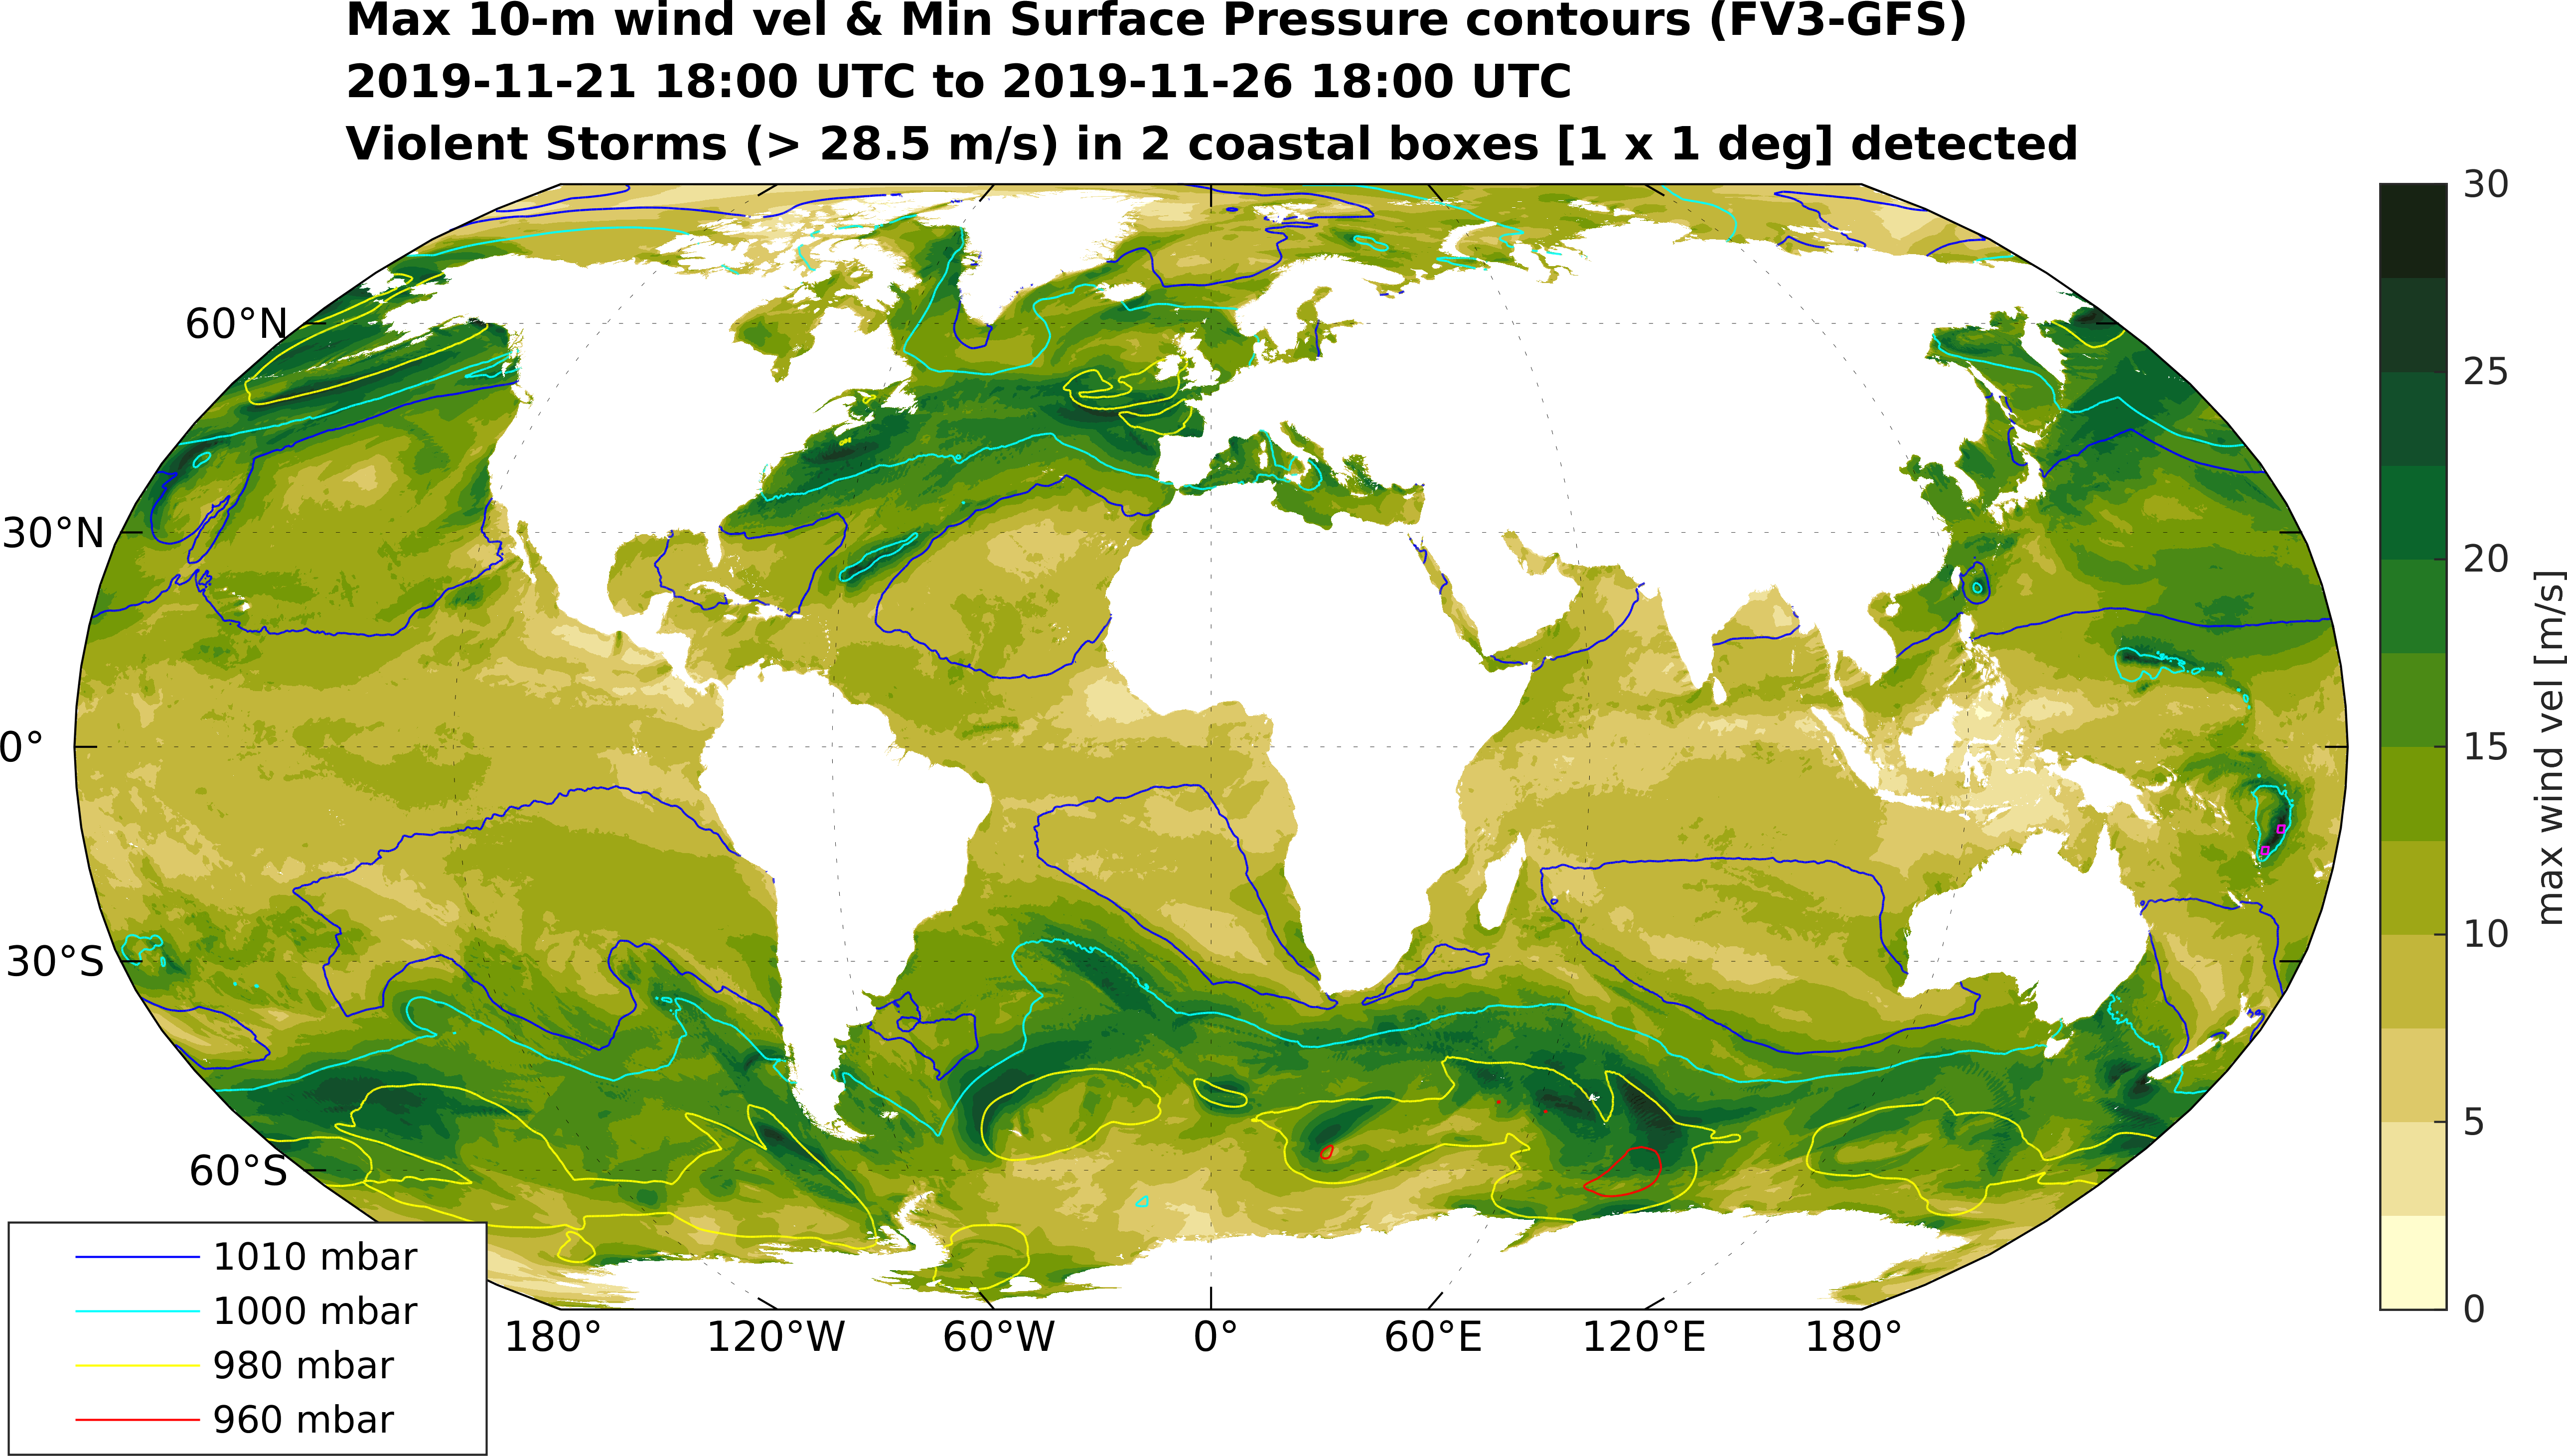 Max 10-m wind vel & Min Surface Pressure contours (FV3-GFS)
2019-11-21 18:00 UTC to 2019-11-26 18:00 UTC
Violent Storms (> 28.5 m/s) in 2 coastal boxes [1 x 1 deg] detected
60°N
30°N
0°
30°S
60°S
180°
120°W
60°W
0°
60°E
120°E
180°
1010 mbar
1000 mbar
980 mbar
960 mbar
30
25
20
15
10
5
0
max wind vel [m/s]